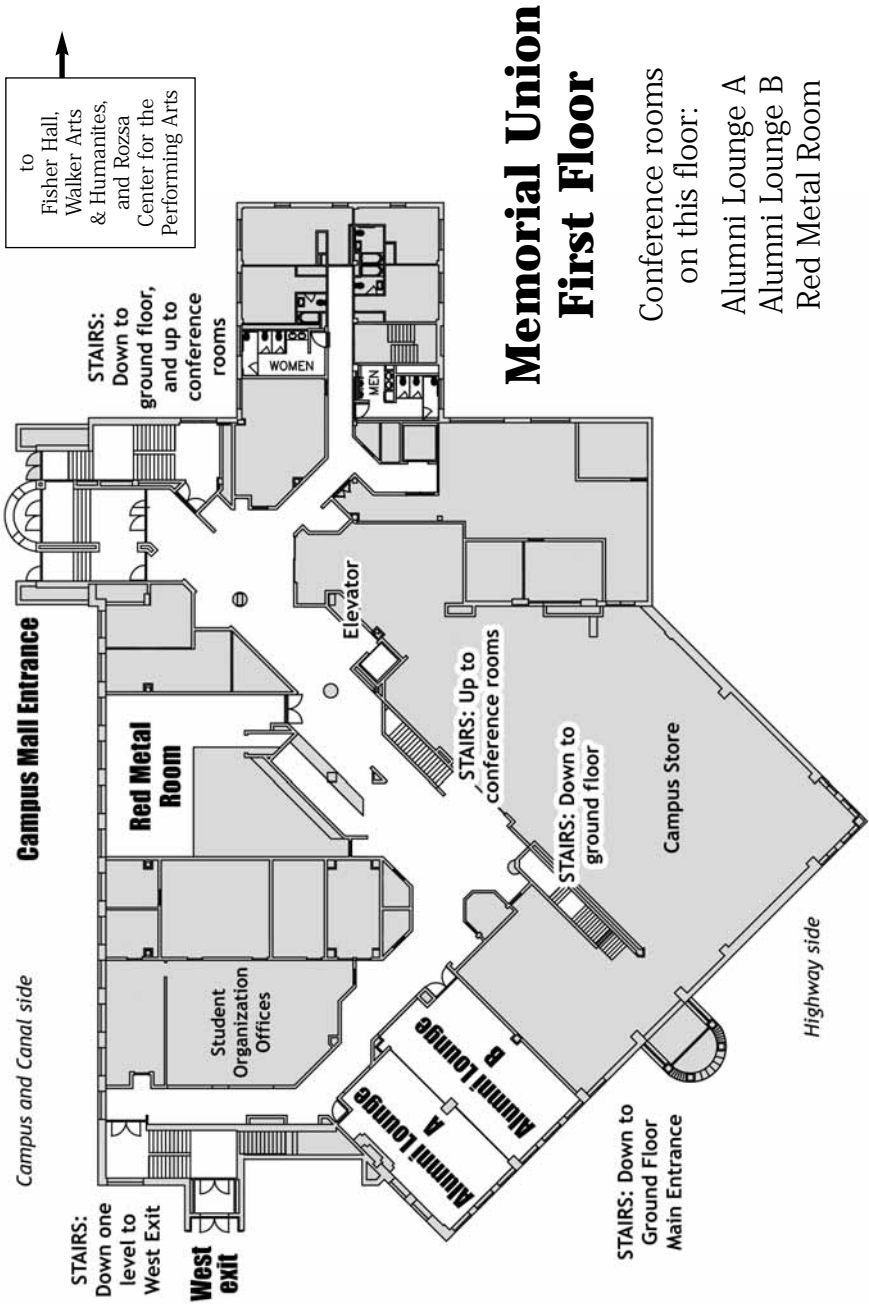 Campus and Canal side
Campus Mall Entrance
to
Fisher Hall,
Walker Arts
& Humanites,
and Rozsa
Center for the
Performing Arts
STAIRS:
Down to
ground floor,
and up to
conference
rooms
STAIRS:
Down one
level to
West Exit
West
exit
Student
Organization
Offices
Red Metal
Room
WOMEN
MEN
Elevator
STAIRS: Up to
conference rooms
STAIRS: Down to
ground floor
Alumni Lounge
A
Alumni Lounge
B
Campus Store
STAIRS: Down to
Ground Floor
Main Entrance
Highway side
Memorial Union
First Floor
Conference rooms
on this floor:
Alumni Lounge A
Alumni Lounge B
Red Metal Room